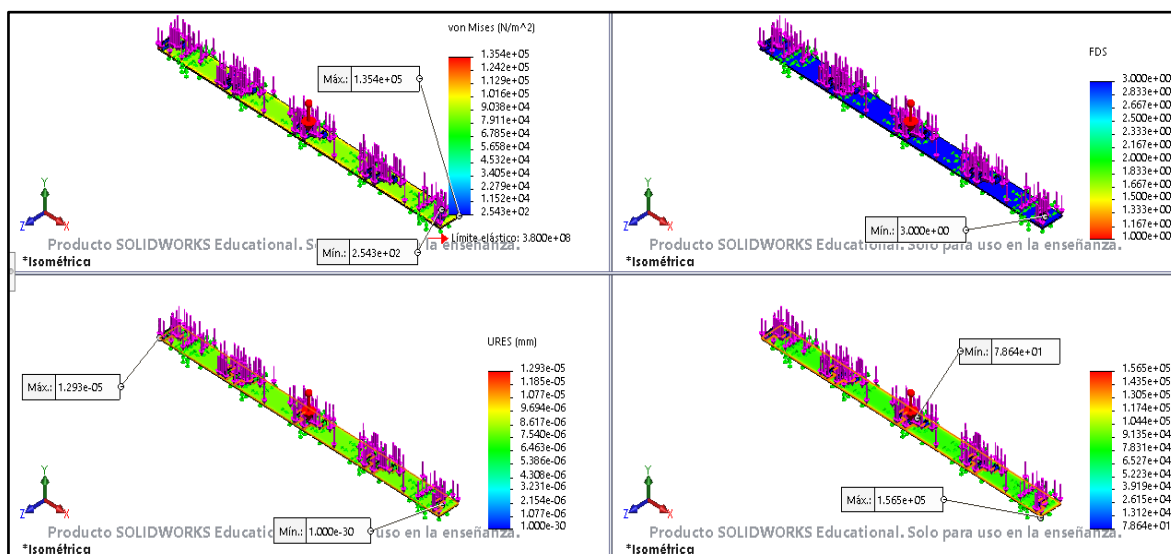 von Mises (N/m^2)
1.354e+05
1.242e+05
1.129e+05
1.016e+05
9.038e+04
7.911e+04
6.785e+04
5.658e+04
4.532e+04
3.405e+04
2.279e+04
1.152e+04
2.543e+02
Límite elástico: 3.800e+08
Máx.: 1.354e+05
Mín.: 2.543e+02
Y
Z
X
Producto SOLIDWORKS Educational. S la enseñanza.
*Isométrica
FDS
3.000e+00
2.833e+00
2.667e+00
2.500e+00
2.333e+00
2.167e+00
2.000e+00
1.833e+00
1.667e+00
1.500e+00
1.333e+00
1.167e+00
1.000e+00
Mín.: 3.000e+00
Y
Z
X
Producto SOLIDWORKS Educational. Solo para uso en la enseñanza.
*Isométrica
URES (mm)
1.293e-05
1.185e-05
1.077e-05
9.694e-06
8.617e-06
7.540e-06
6.463e-06
5.386e-06
4.308e-06
3.231e-06
2.154e-06
1.077e-06
1.000e-30
Máx.: 1.293e-05
Mín.: 1.000e-30
Y
Z
X
Producto SOLIDWORKS Educatio uso en la enseñanza.
*Isométrica
1.565e+05
1.435e+05
1.305e+05
1.174e+05
1.044e+05
9.135e+04
7.831e+04
6.527e+04
5.223e+04
3.919e+04
2.615e+04
1.312e+04
7.864e+01
Mín.: 7.864e+01
Máx.: 1.565e+05
Y
Z
X
Producto SOLIDWORKS Educational. Solo para uso en la enseñanza.
*Isométrica